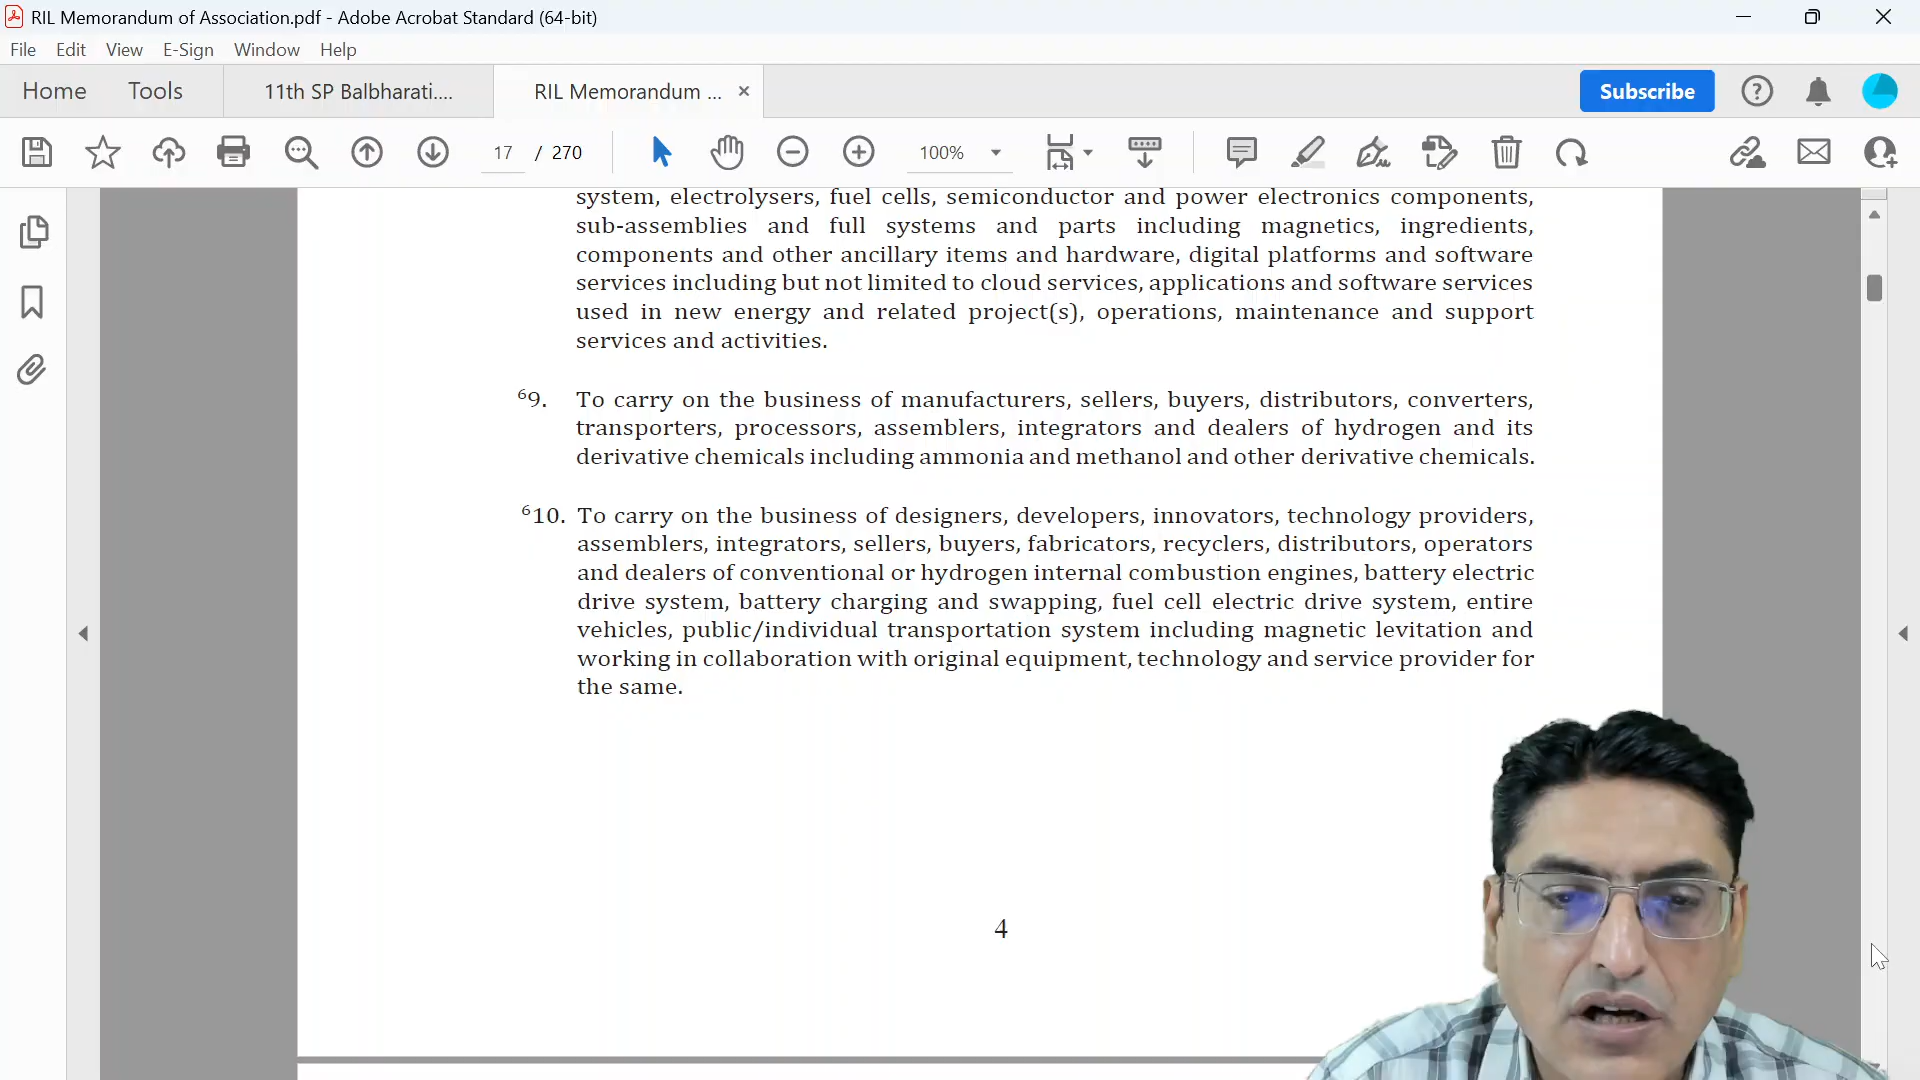 RIL Memorandum of Association.pdf - Adobe Acrobat Standard (64-bit)
File Edit View E-Sign Window Help
Home Tools 11th SP Balbharati.... RIL Memorandum ... × Subscribe
17 / 270 100%
system, electrolysers, fuel cells, semiconductor and power electronics components,
sub-assemblies and full systems and parts including magnetics, ingredients,
components and other ancillary items and hardware, digital platforms and software
services including but not limited to cloud services, applications and software services
used in new energy and related project(s), operations, maintenance and support
services and activities.
⁶9. To carry on the business of manufacturers, sellers, buyers, distributors, converters,
transporters, processors, assemblers, integrators and dealers of hydrogen and its
derivative chemicals including ammonia and methanol and other derivative chemicals.
⁶10. To carry on the business of designers, developers, innovators, technology providers,
assemblers, integrators, sellers, buyers, fabricators, recyclers, distributors, operators
and dealers of conventional or hydrogen internal combustion engines, battery electric
drive system, battery charging and swapping, fuel cell electric drive system, entire
vehicles, public/individual transportation system including magnetic levitation and
working in collaboration with original equipment, technology and service provider for
the same.
4